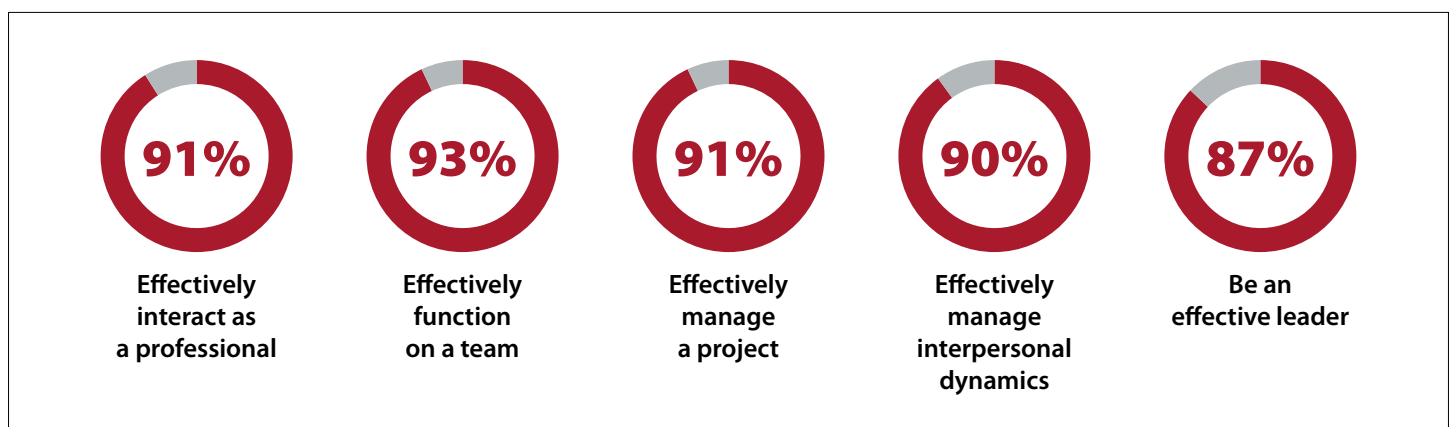 91%
Effectively
interact as
a professional
93%
Effectively
function
on a team
91%
Effectively
manage
a project
90%
Effectively
manage
interpersonal
dynamics
87%
Be an
effective leader